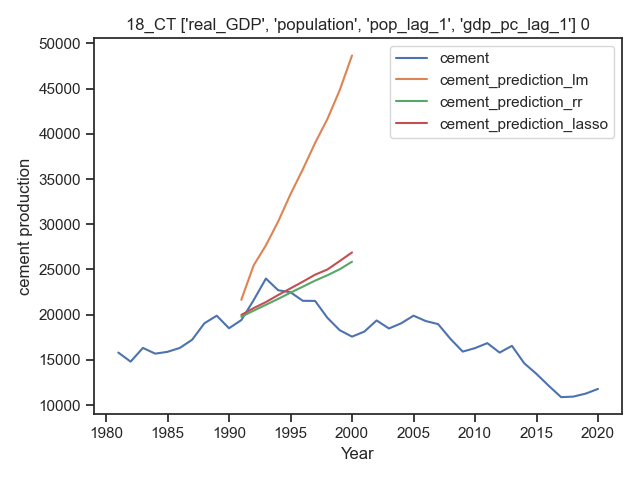 18_CT ['real_GDP', 'population', 'pop_lag_1', 'gdp_pc_lag_1'] 0
cement
cement_prediction_lm
cement_prediction_rr
cement_prediction_lasso
cement production
50000
45000
40000
35000
30000
25000
20000
15000
10000
1980 1985 1990 1995 2000 2005 2010 2015 2020
Year